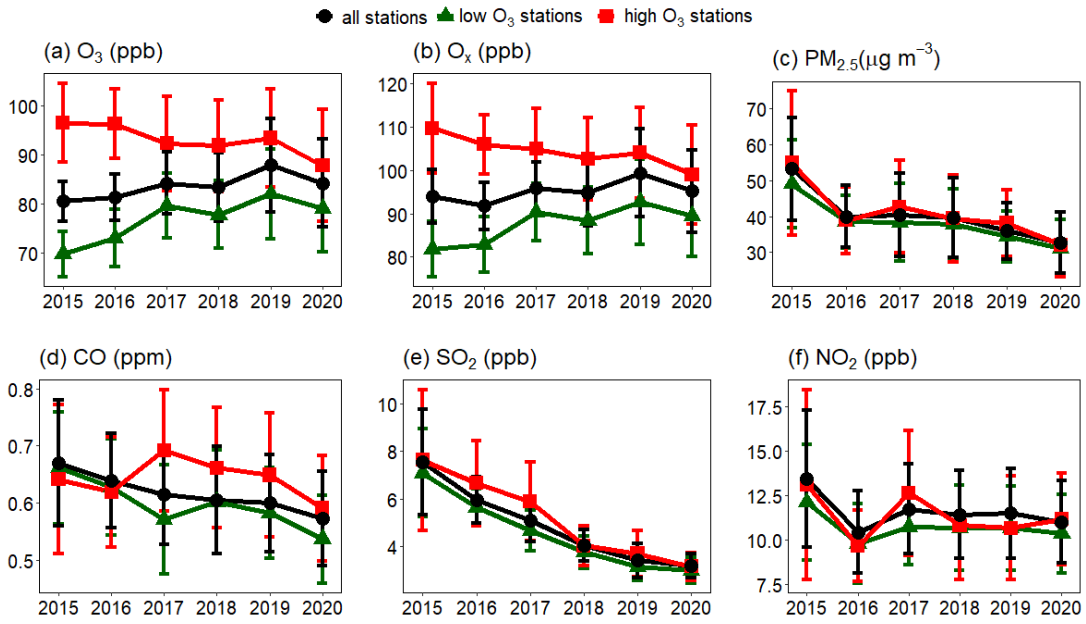 all stations low O₃ stations high O₃ stations
(a) O₃ (ppb)
100
90
80
70
2015 2016 2017 2018 2019 2020
(b) Oₓ (ppb)
120
110
100
90
80
2015 2016 2017 2018 2019 2020
(c) PM₂.₅(μg m⁻³)
70
60
50
40
30
2015 2016 2017 2018 2019 2020
(d) CO (ppm)
0.8
0.7
0.6
0.5
2015 2016 2017 2018 2019 2020
(e) SO₂ (ppb)
10
8
6
4
2015 2016 2017 2018 2019 2020
(f) NO₂ (ppb)
17.5
15.0
12.5
10.0
7.5
2015 2016 2017 2018 2019 2020